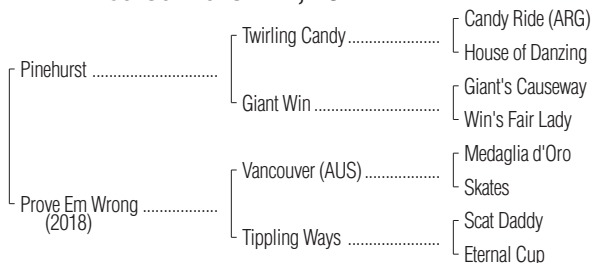 Candy Ride (ARG)
Twirling Candy
House of Danzing
Pinehurst
Giant's Causeway
Giant Win
Win's Fair Lady
Medaglia d'Oro
Vancouver (AUS)
Skates
Prove Em Wrong
(2018)
Scat Daddy
Tippling Ways
Eternal Cup